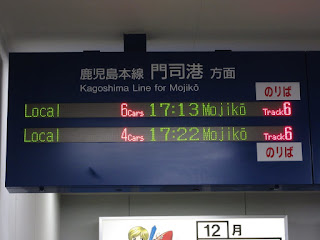 鹿児島本線 門司港 方面
Kagoshima Line for Mojikō
のりば
Local 6Cars 17:13 Mojikō Track6
Local 4Cars 17:22 Mojikō Track6
のりば
12月